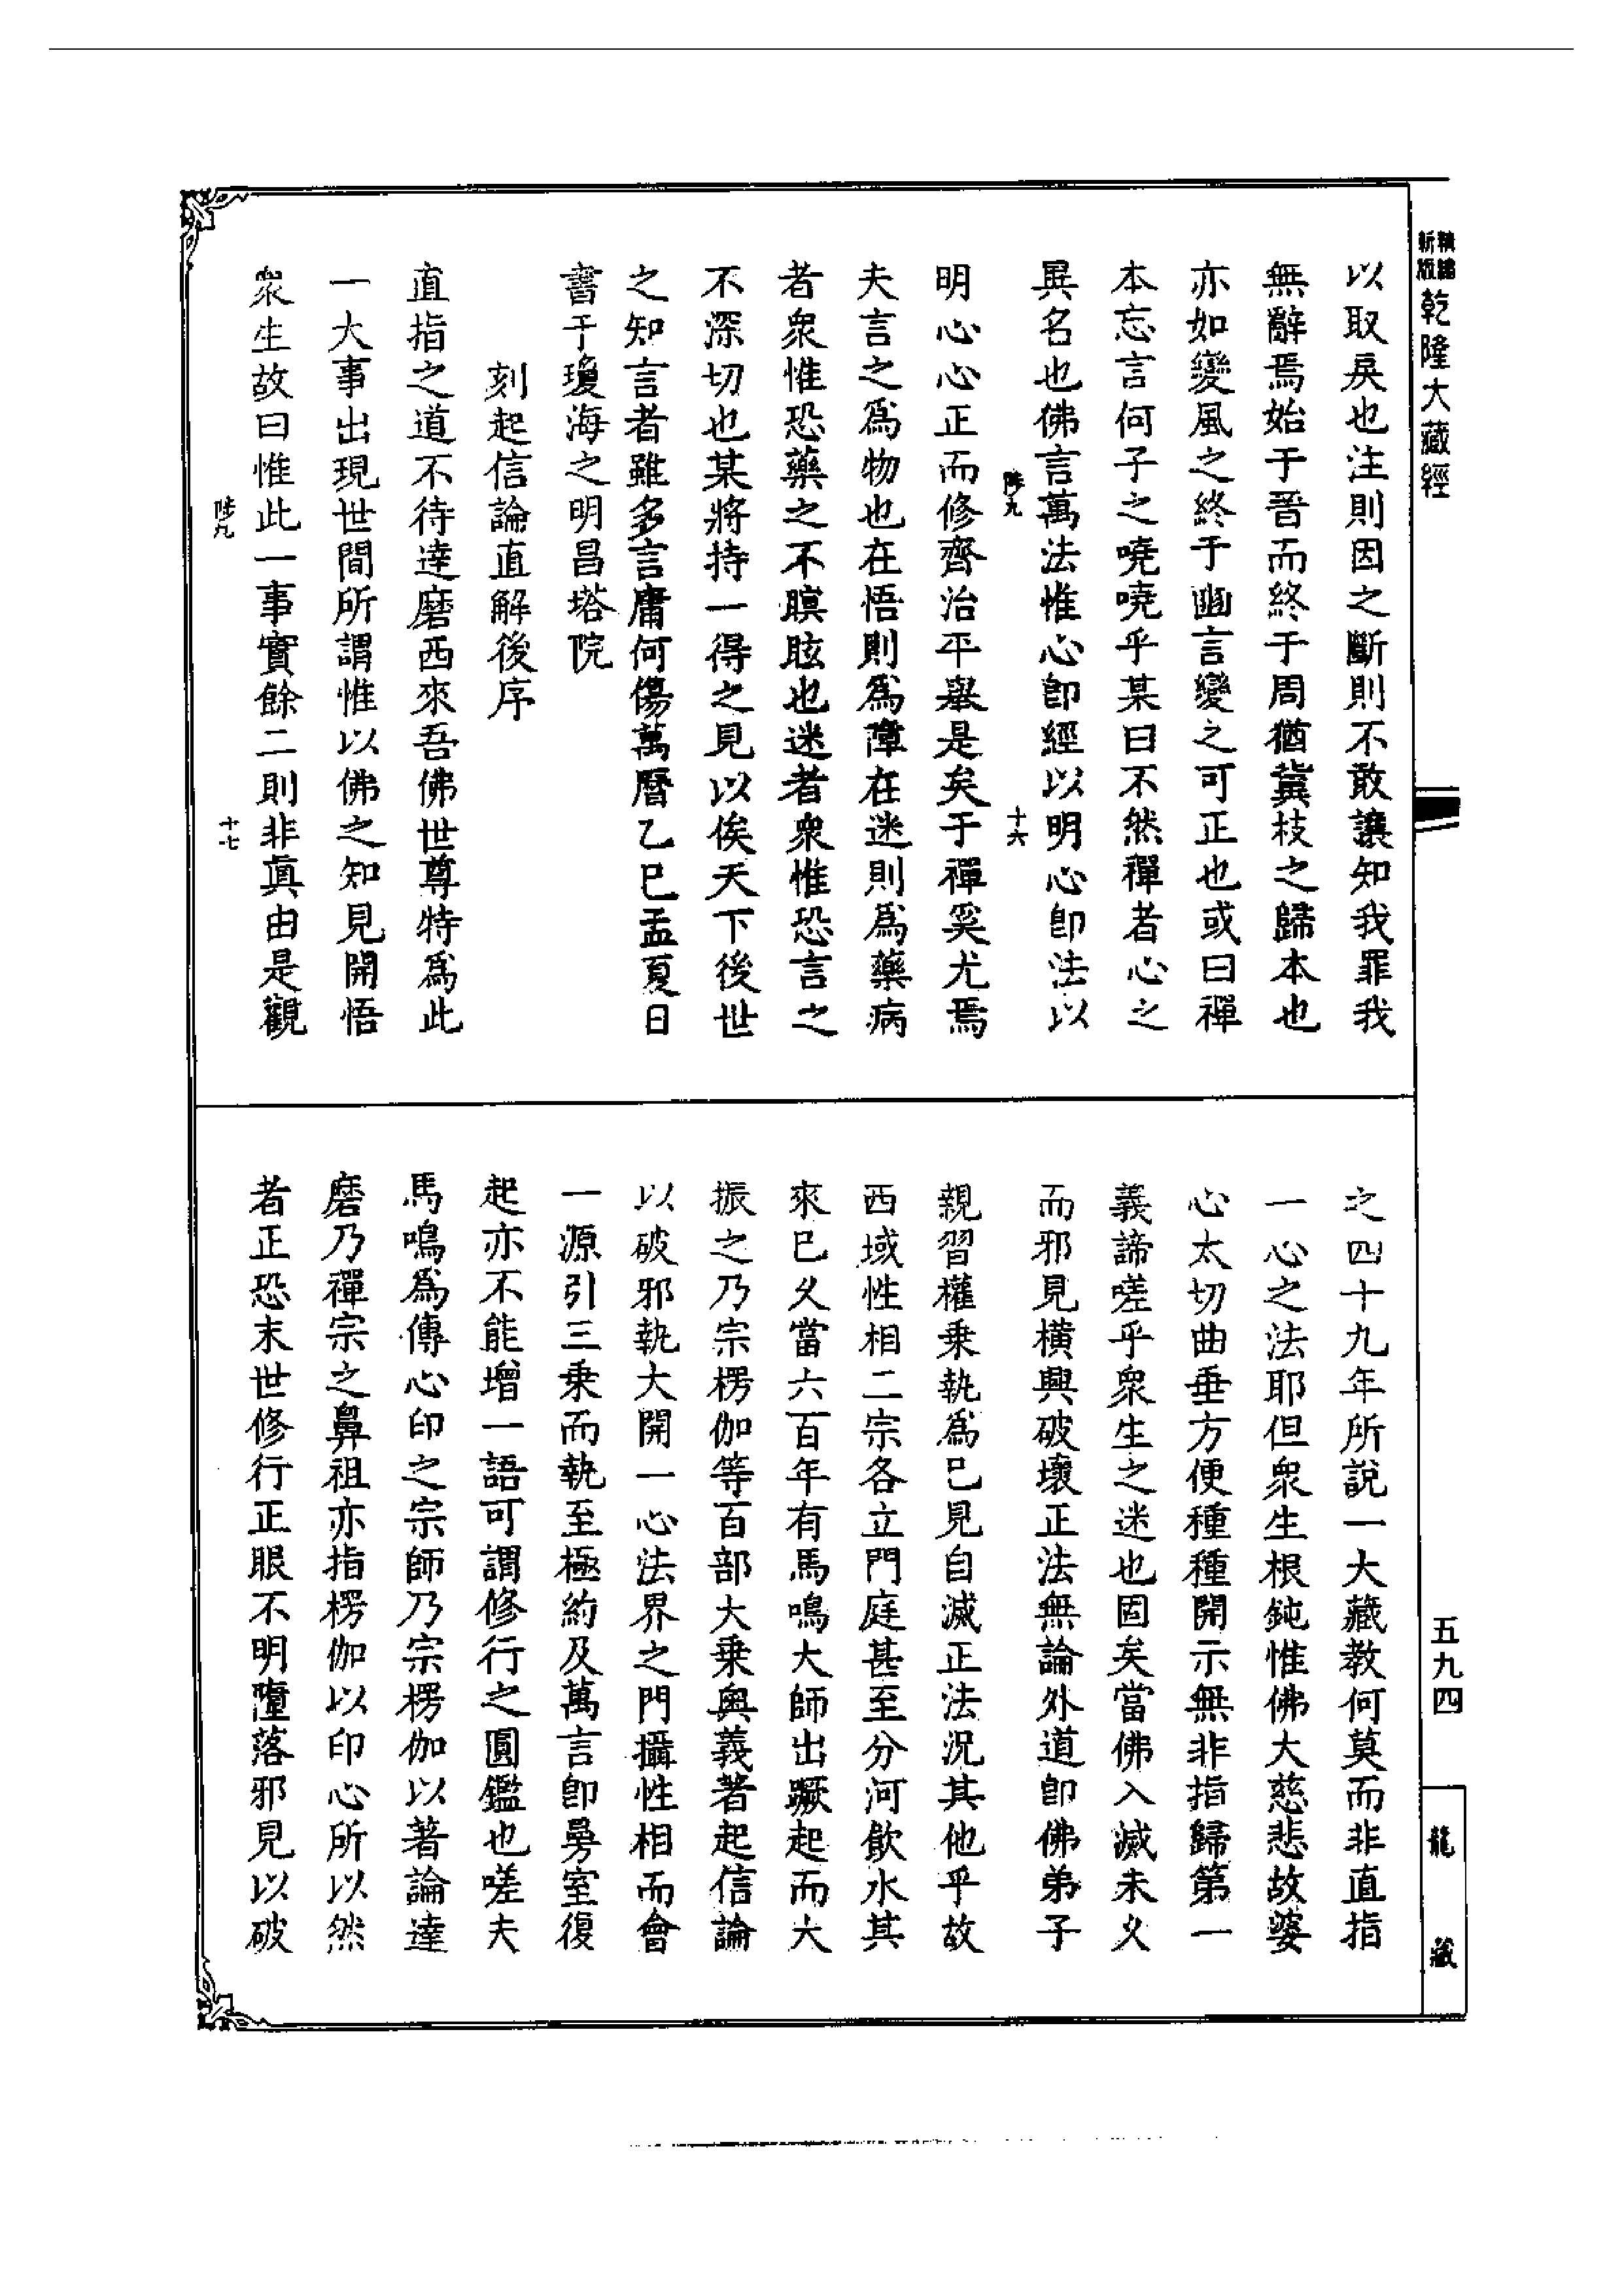 精縮
新版
乾隆大藏經
五九四
龍藏
以取戾也注則因之斷則不敢讓知我罪我
無辭焉始于晉而終于周猶冀枝之歸本也
亦如變風之終于豳言變之可正也或曰禪
本忘言何子之嘵嘵乎某曰不然禪者心之
異名也佛言萬法惟心卽經以明心卽法以
陟九 十六
明心心正而修齊治平舉是矣于禪奚尤焉
夫言之爲物也在悟則爲障在迷則爲藥病
者衆惟恐藥之不瞑眩也迷者衆惟恐言之
不深切也某將持一得之見以俟天下後世
之知言者雖多言庸何傷萬曆乙巳孟夏日
書于瓊海之明昌塔院
刻起信論直解後序
直指之道不待達磨西來吾佛世尊特爲此
一大事出現世間所謂惟以佛之知見開悟
衆生故曰惟此一事實餘二則非眞由是觀
陟九 十七
之四十九年所說一大藏教何莫而非直指
一心之法耶但衆生根鈍惟佛大慈悲故婆
心太切曲垂方便種種開示無非指歸第一
義諦嗟乎衆生之迷也固矣當佛入滅未久
而邪見橫興破壞正法無論外道卽佛弟子
親習權乗執爲己見自滅正法況其他乎故
西域性相二宗各立門庭甚至分河飲水其
來已久當六百年有馬鳴大師出蹶起而大
振之乃宗楞伽等百部大乗奥義著起信論
以破邪執大開一心法界之門攝性相而會
一源引三乗而執至極約及萬言卽曼室復
起亦不能增一語可謂修行之圓鑑也嗟夫
馬鳴爲傳心印之宗師乃宗楞伽以著論達
磨乃禪宗之鼻祖亦指楞伽以印心所以然
者正恐末世修行正眼不明墮落邪見以破